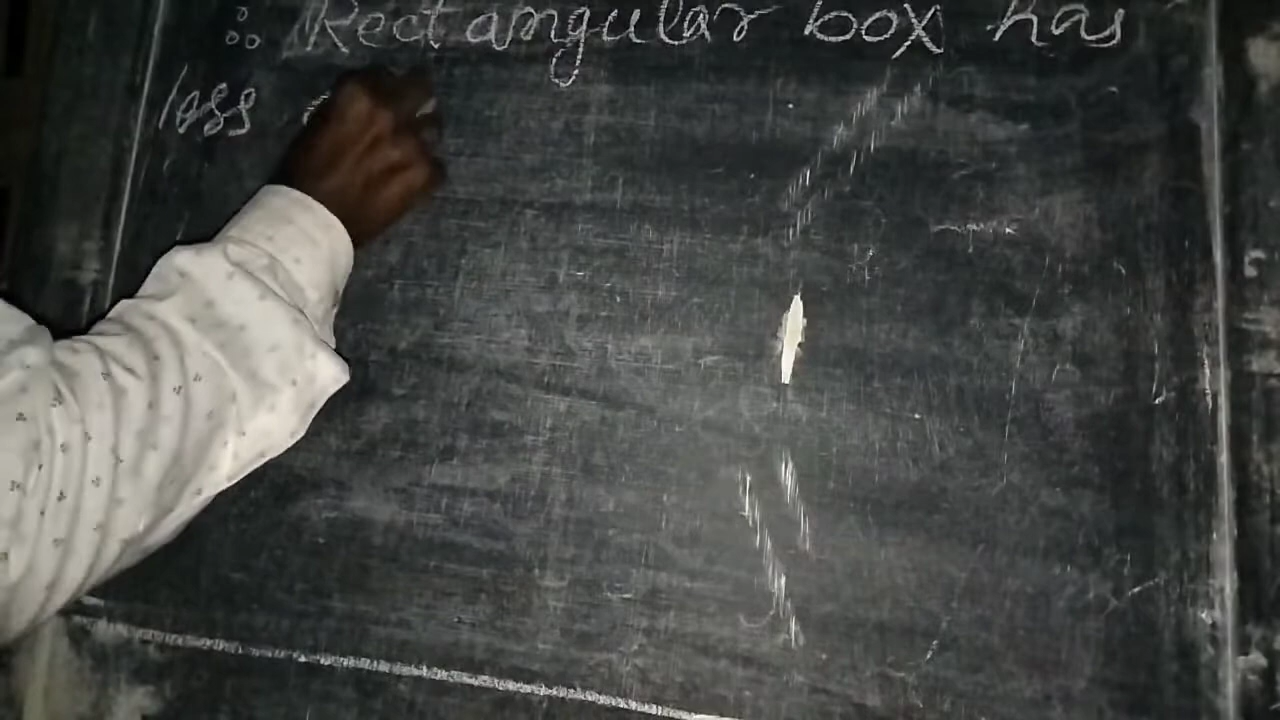 ∴ Rectangular box has
less